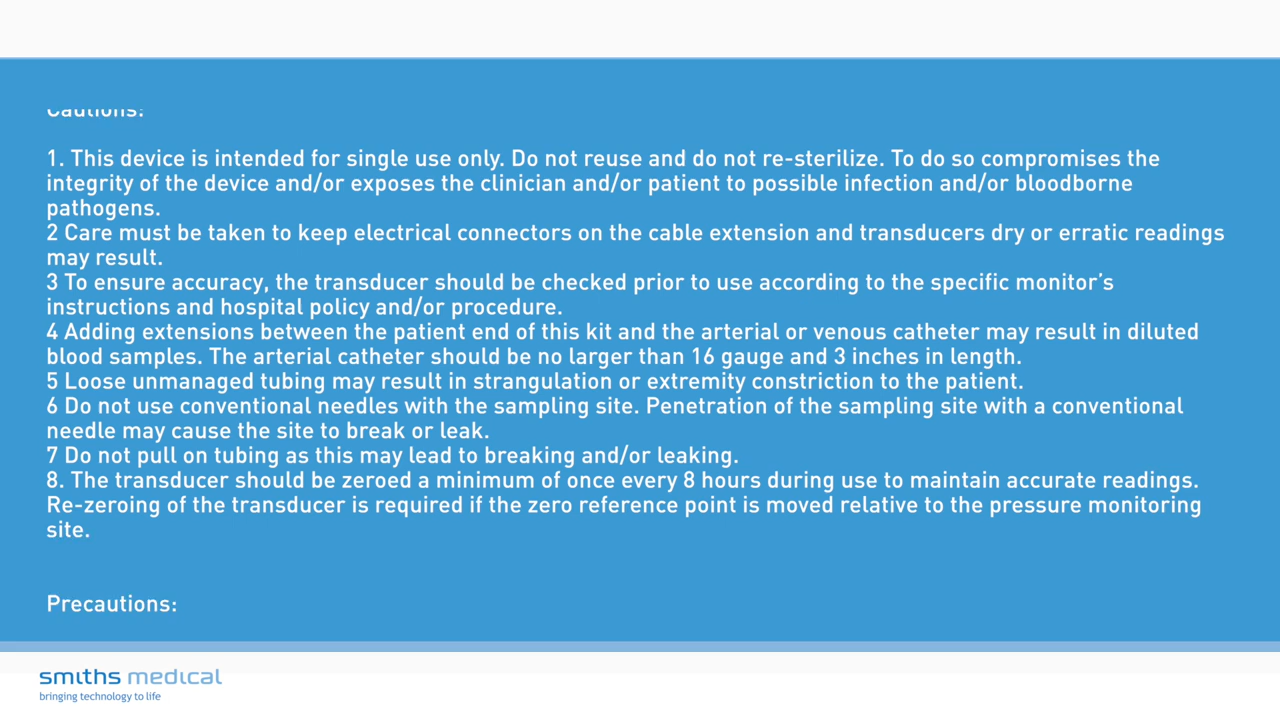 Cautions:
1. This device is intended for single use only. Do not reuse and do not re-sterilize. To do so compromises the
integrity of the device and/or exposes the clinician and/or patient to possible infection and/or bloodborne
pathogens.
2 Care must be taken to keep electrical connectors on the cable extension and transducers dry or erratic readings
may result.
3 To ensure accuracy, the transducer should be checked prior to use according to the specific monitor’s
instructions and hospital policy and/or procedure.
4 Adding extensions between the patient end of this kit and the arterial or venous catheter may result in diluted
blood samples. The arterial catheter should be no larger than 16 gauge and 3 inches in length.
5 Loose unmanaged tubing may result in strangulation or extremity constriction to the patient.
6 Do not use conventional needles with the sampling site. Penetration of the sampling site with a conventional
needle may cause the site to break or leak.
7 Do not pull on tubing as this may lead to breaking and/or leaking.
8. The transducer should be zeroed a minimum of once every 8 hours during use to maintain accurate readings.
Re-zeroing of the transducer is required if the zero reference point is moved relative to the pressure monitoring
site.
Precautions:
smiths medical
bringing technology to life